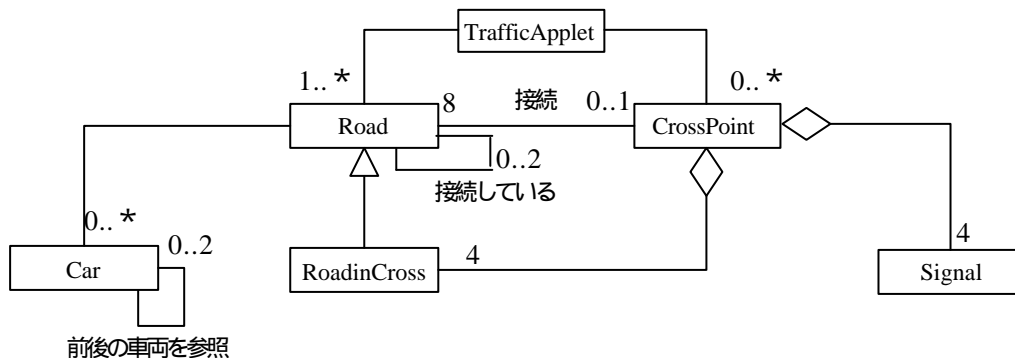 TrafficApplet
1..*
0..*
8
接続
0..1
Road
CrossPoint
0..2
接続している
0..*
0..2
4
4
Car
RoadinCross
Signal
前後の車両を参照